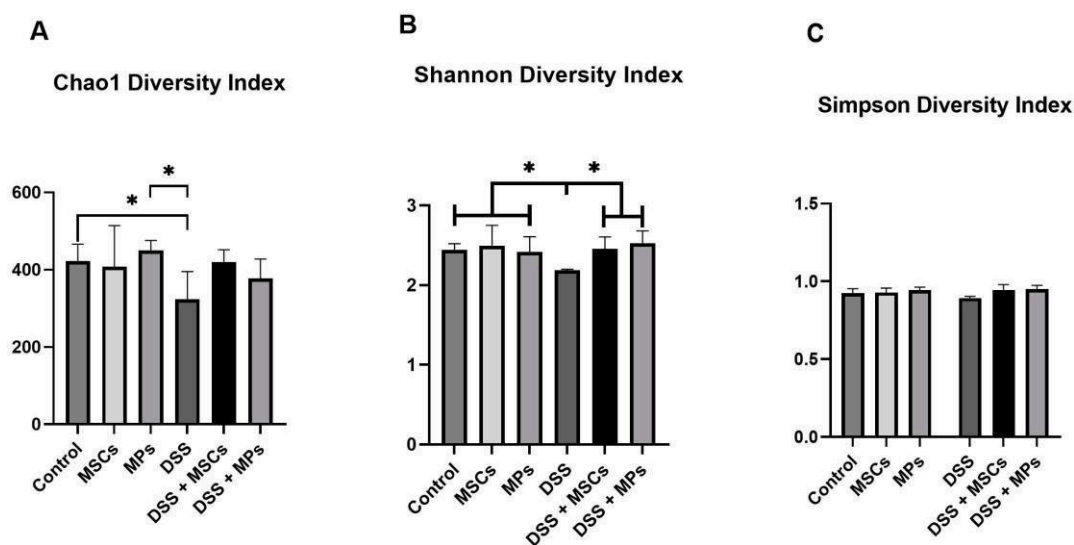 A
Chao1 Diversity Index
*
*
600
400
200
0
Control
MSCs
MPs
DSS
DSS + MSCs
DSS + MPs
B
Shannon Diversity Index
* *
3
2
1
0
Control
MSCs
MPs
DSS
DSS + MSCs
DSS + MPs
C
Simpson Diversity Index
1.5
1.0
0.5
0.0
Control
MSCs
MPs
DSS
DSS + MSCs
DSS + MPs